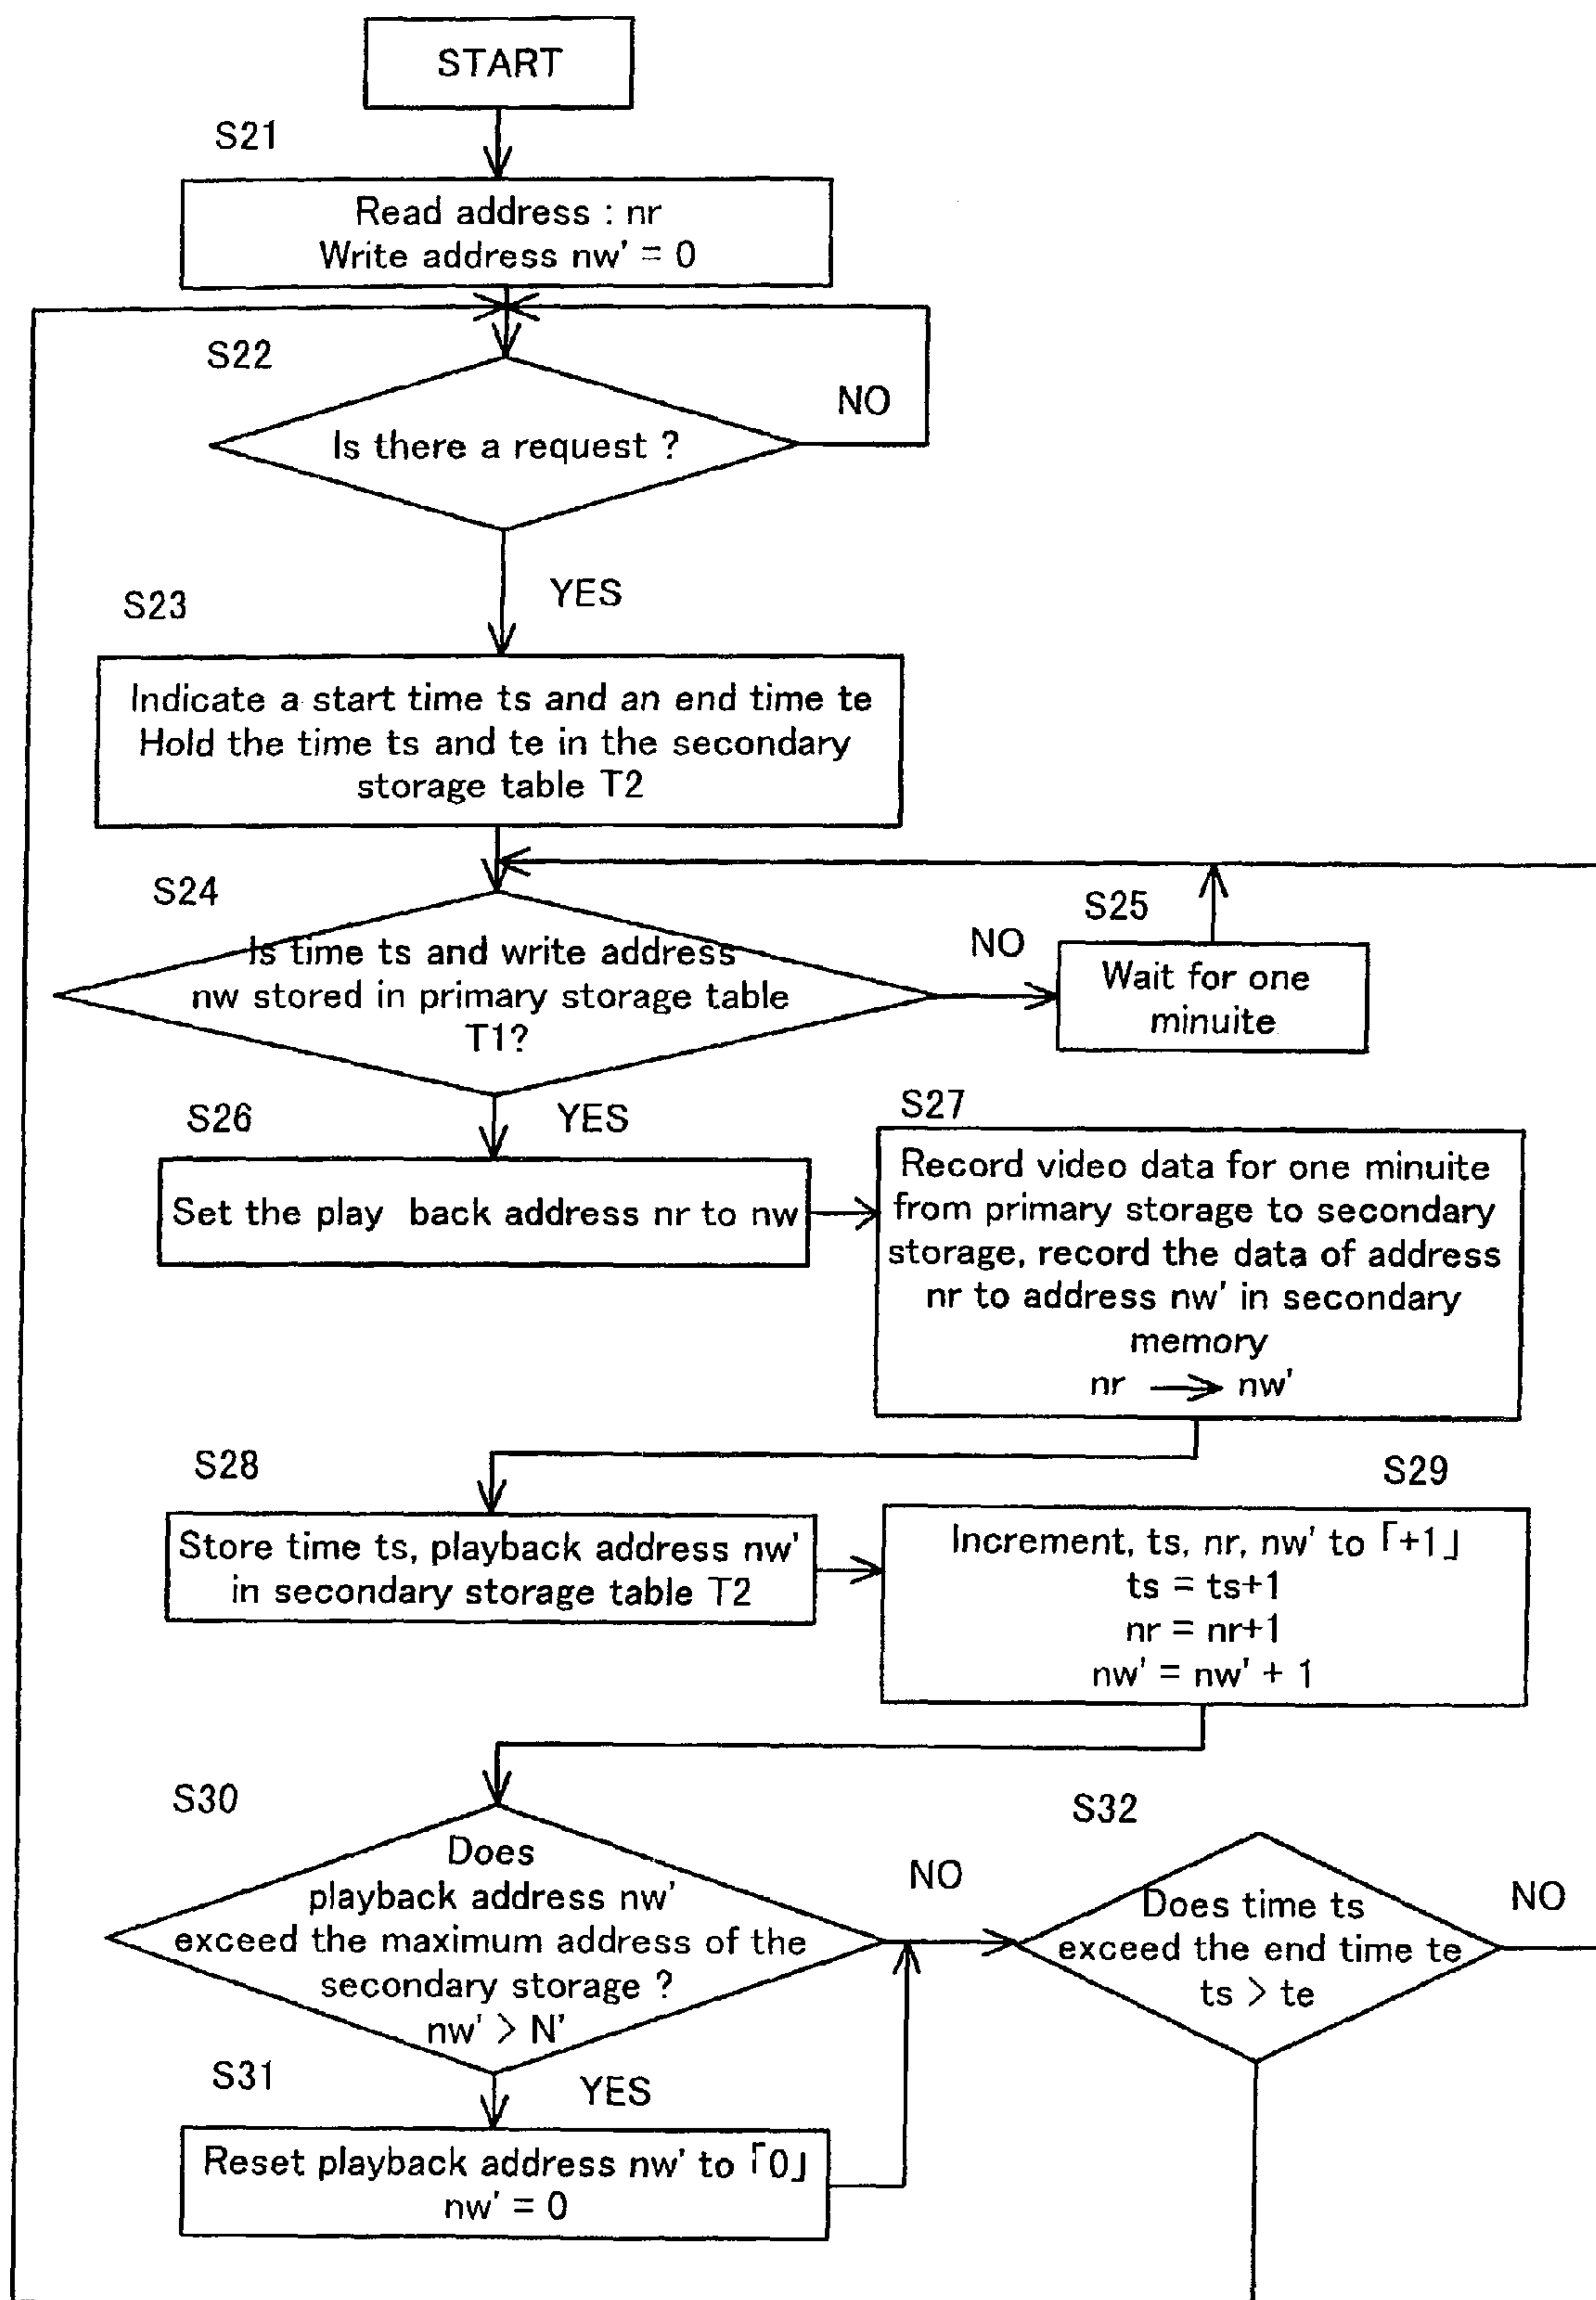 START
S21
Read address : nr
Write address nw' = 0
S22
Is there a request ?
NO
YES
S23
Indicate a start time ts and an end time te
Hold the time ts and te in the secondary
storage table T2
S24
Is time ts and write address
nw stored in primary storage table
T1?
NO
S25
Wait for one
minuite
YES
S26
Set the play back address nr to nw
S27
Record video data for one minuite
from primary storage to secondary
storage, record the data of address
nr to address nw' in secondary
memory
nr → nw'
S28
Store time ts, playback address nw'
in secondary storage table T2
S29
Increment, ts, nr, nw' to「+1」
ts = ts+1
nr = nr+1
nw' = nw' + 1
S30
Does
playback address nw'
exceed the maximum address of the
secondary storage ?
nw' > N'
NO
S32
Does time ts
exceed the end time te
ts > te
NO
S31
YES
Reset playback address nw' to「0」
nw' = 0